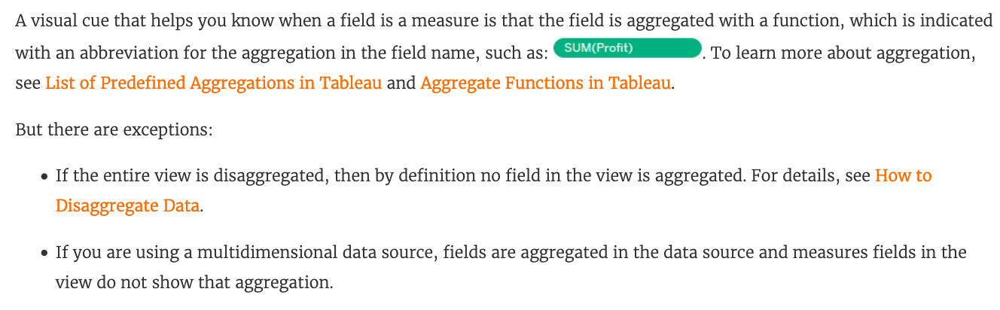 A visual cue that helps you know when a field is a measure is that the field is aggregated with a function, which is indicated
with an abbreviation for the aggregation in the field name, such as: SUM(Profit). To learn more about aggregation,
see List of Predefined Aggregations in Tableau and Aggregate Functions in Tableau.
But there are exceptions:
• If the entire view is disaggregated, then by definition no field in the view is aggregated. For details, see How to
Disaggregate Data.
• If you are using a multidimensional data source, fields are aggregated in the data source and measures fields in the
view do not show that aggregation.